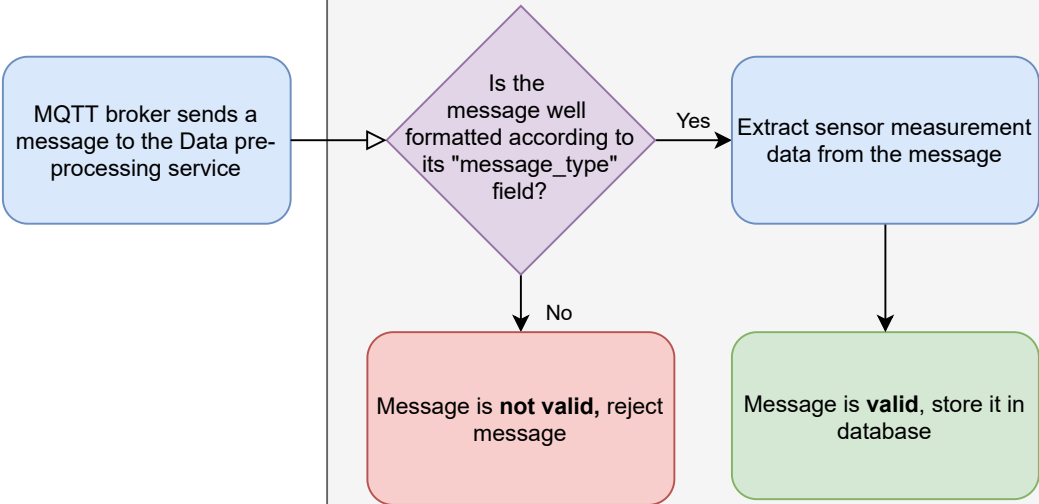 MQTT broker sends a
message to the Data pre-
processing service
Is the
message well
formatted according to
its "message_type"
field?
Yes
Extract sensor measurement
data from the message
No
Message is not valid, reject
message
Message is valid, store it in
database